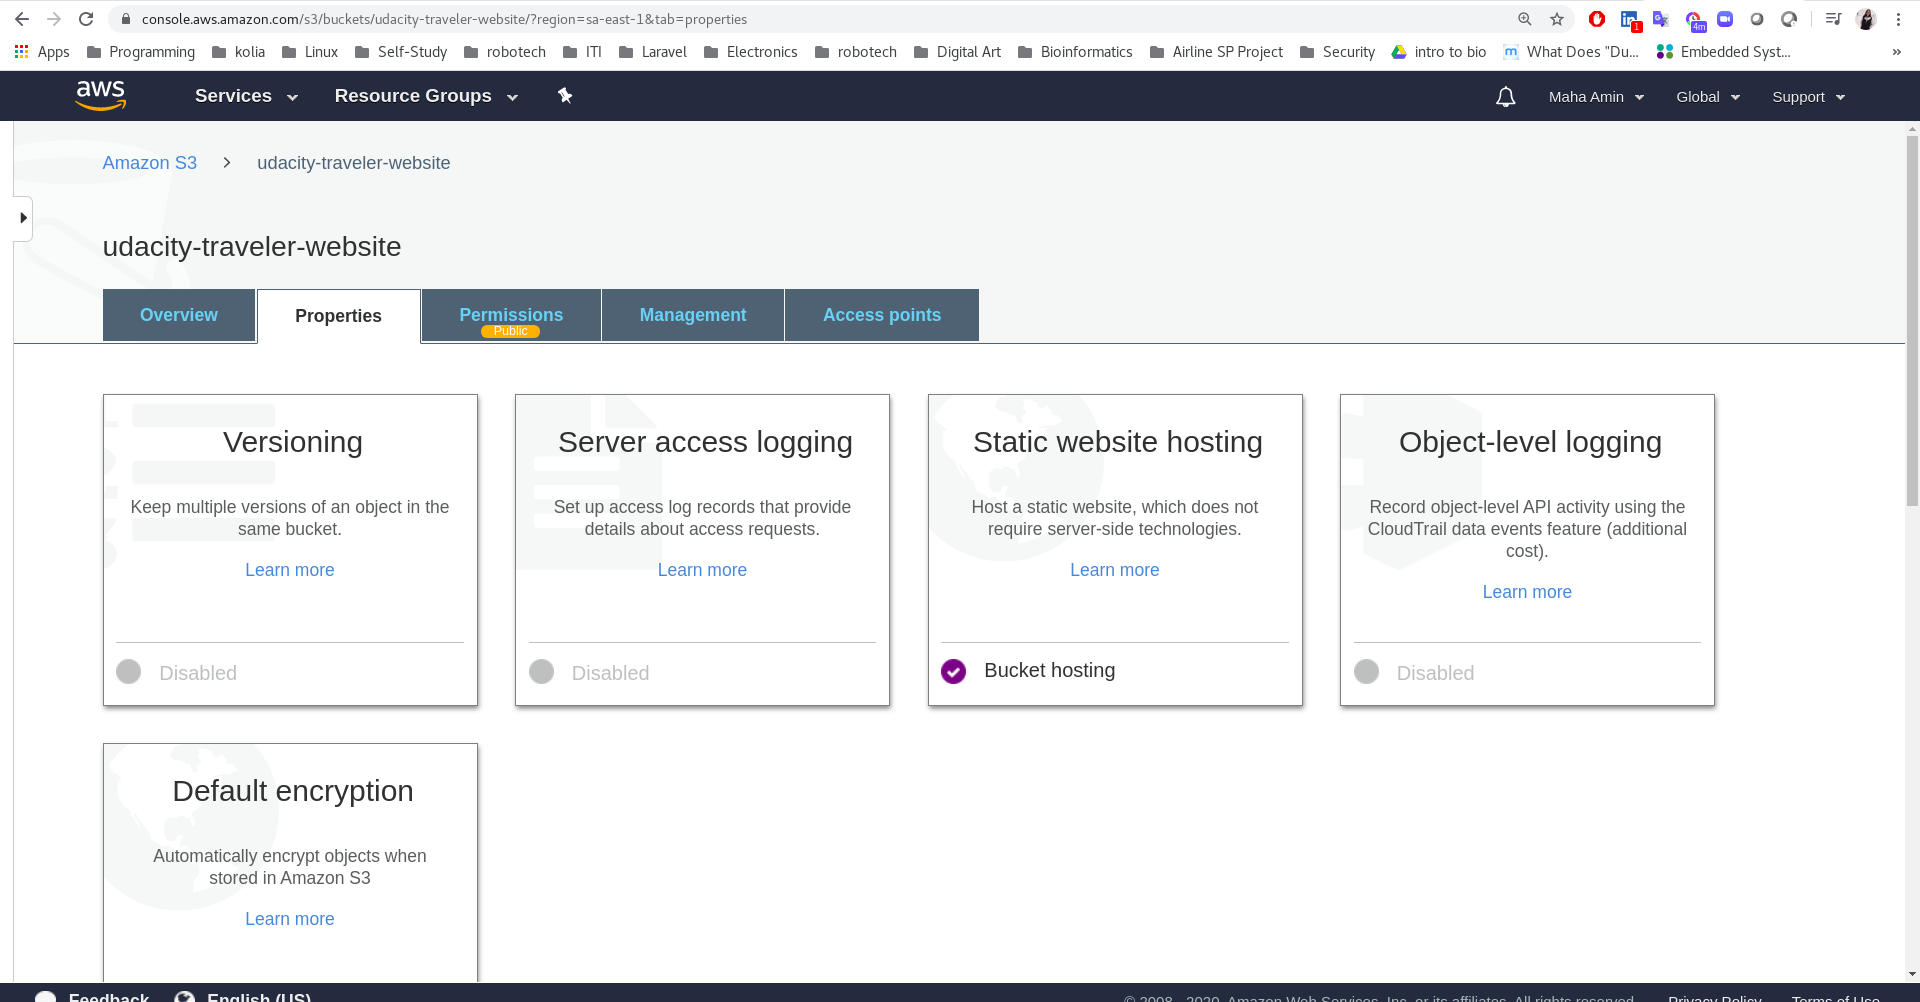 console.aws.amazon.com/s3/buckets/udacity-traveler-website/?region=sa-east-1&tab=properties
1
4m
Apps Programming kolia Linux Self-Study robotech ITI Laravel Electronics robotech Digital Art Bioinformatics Airline SP Project Security intro to bio What Does "Du... Embedded Syst... »
aws Services Resource Groups Maha Amin Global Support
Amazon S3 > udacity-traveler-website
udacity-traveler-website
Overview Properties Permissions Management Access points
Public
Versioning
Keep multiple versions of an object in the
same bucket.
Learn more
Disabled
Server access logging
Set up access log records that provide
details about access requests.
Learn more
Disabled
Static website hosting
Host a static website, which does not
require server-side technologies.
Learn more
Bucket hosting
Object-level logging
Record object-level API activity using the
CloudTrail data events feature (additional
cost).
Learn more
Disabled
Default encryption
Automatically encrypt objects when
stored in Amazon S3
Learn more
Feedback English (US) © 2008 - 2020, Amazon Web Services, Inc. or its affiliates. All rights reserved. Privacy Policy Terms of Use